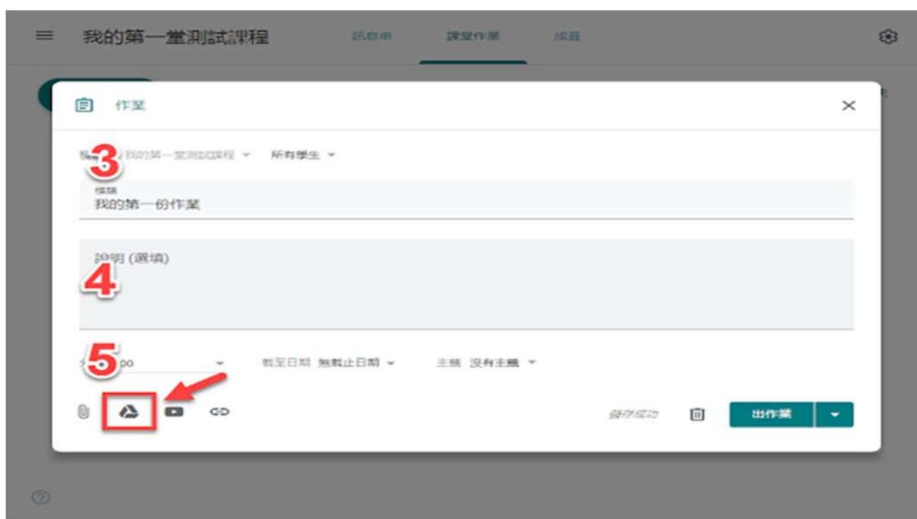 我的第一堂測試課程 訊息串 課堂作業 成員
作業
3 我的第一堂測試課程 所有學生
標題
我的第一份作業
說明 (選填)
4
5 截至日期 無截止日期 主題 沒有主題
儲存成功 出作業